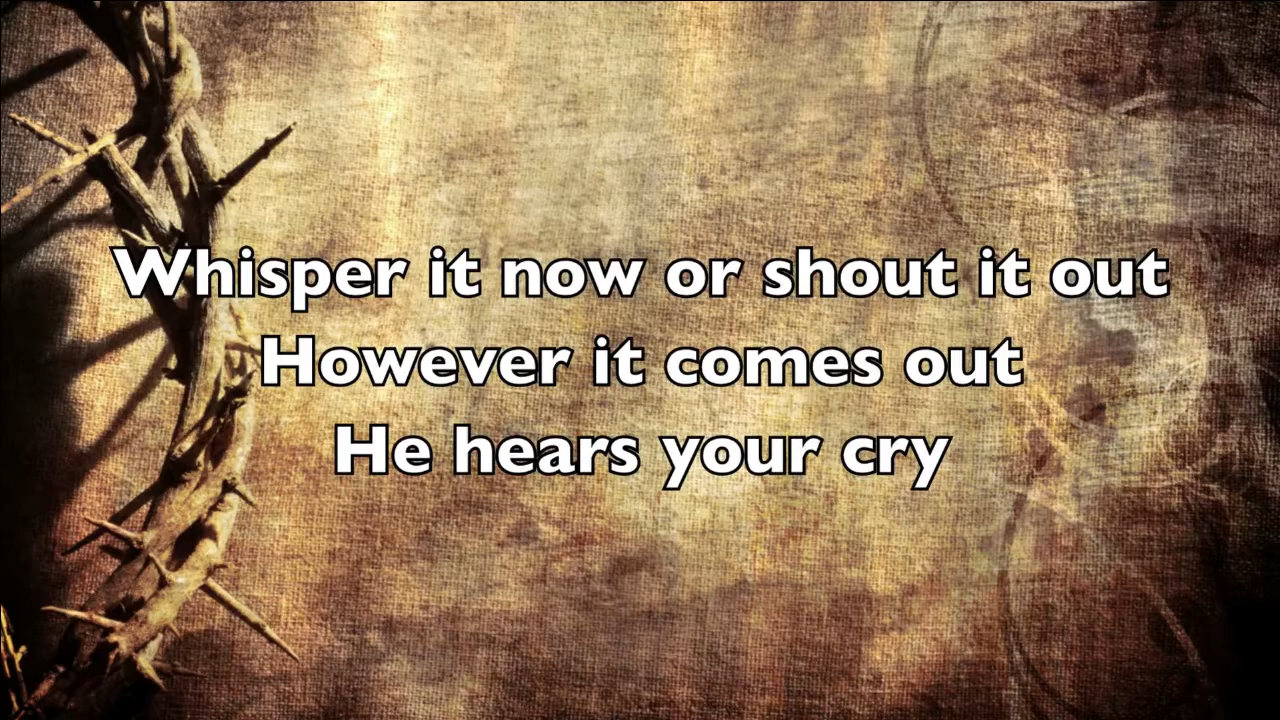 Whisper it now or shout it out
However it comes out
He hears your cry